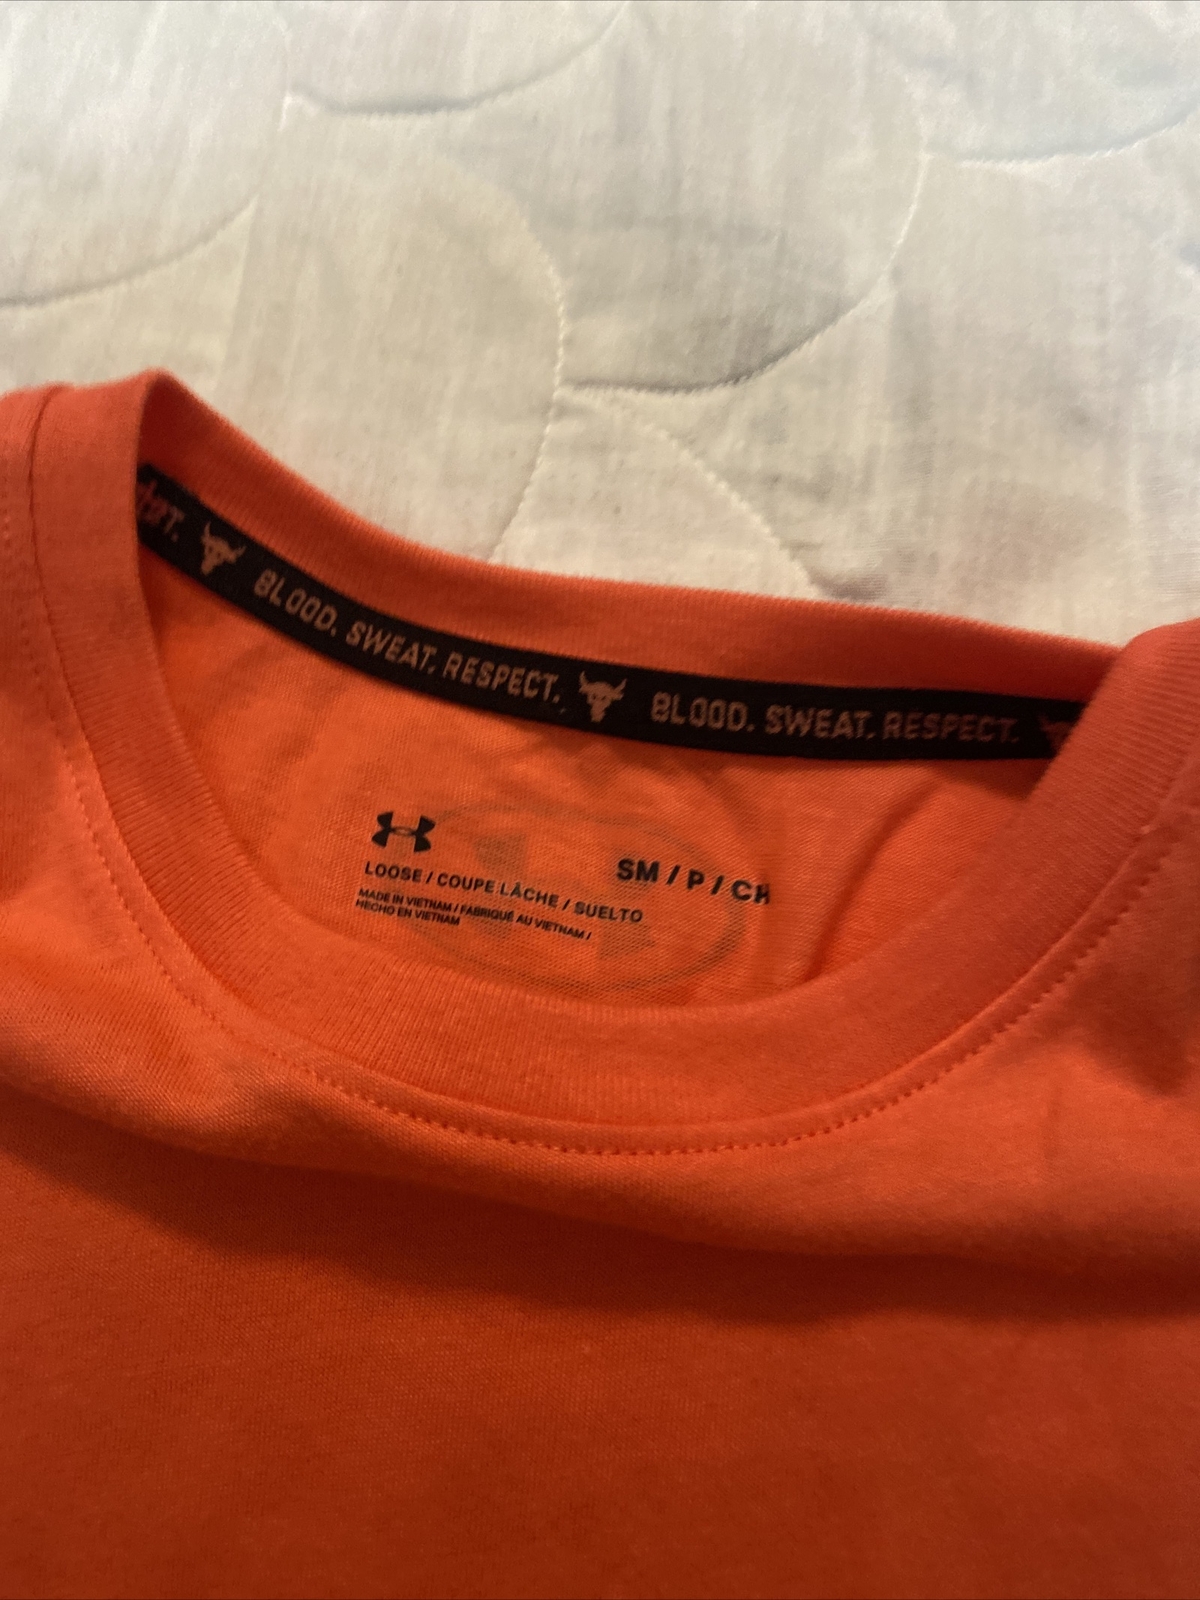 BLOOD. SWEAT. RESPECT. BLOOD. SWEAT. RESPECT.
SM / P / CH
LOOSE / COUPE LÂCHE / SUELTO
MADE IN VIETNAM / FABRIQUÉ AU VIETNAM /
HECHO EN VIETNAM